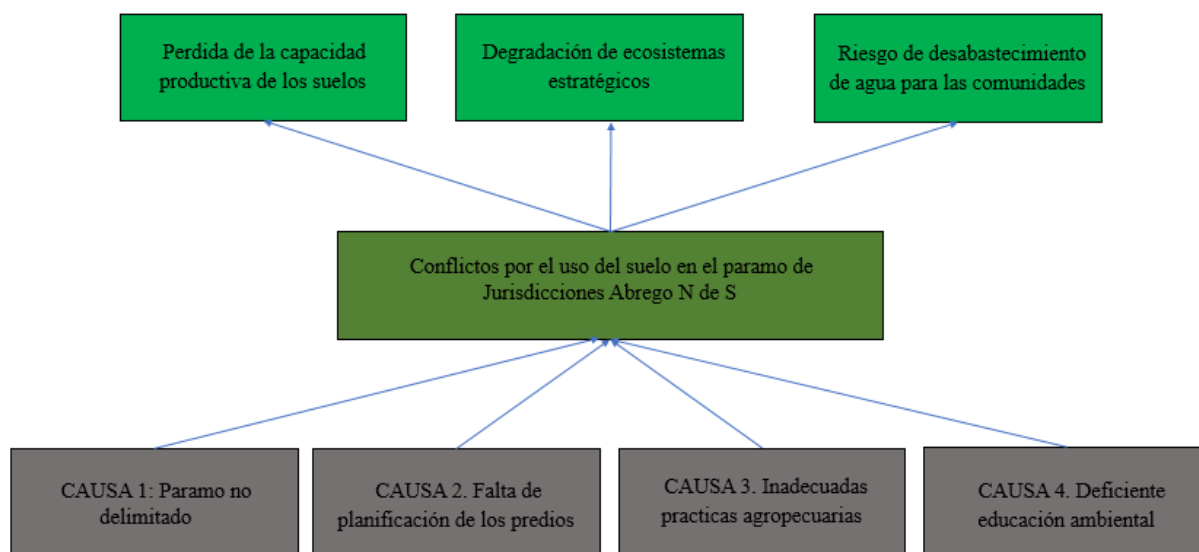 Perdida de la capacidad
productiva de los suelos
Degradación de ecosistemas
estratégicos
Riesgo de desabastecimiento
de agua para las comunidades
Conflictos por el uso del suelo en el paramo de
Jurisdicciones Abrego N de S
CAUSA 1: Paramo no
delimitado
CAUSA 2. Falta de
planificación de los predios
CAUSA 3. Inadecuadas
practicas agropecuarias
CAUSA 4. Deficiente
educación ambiental